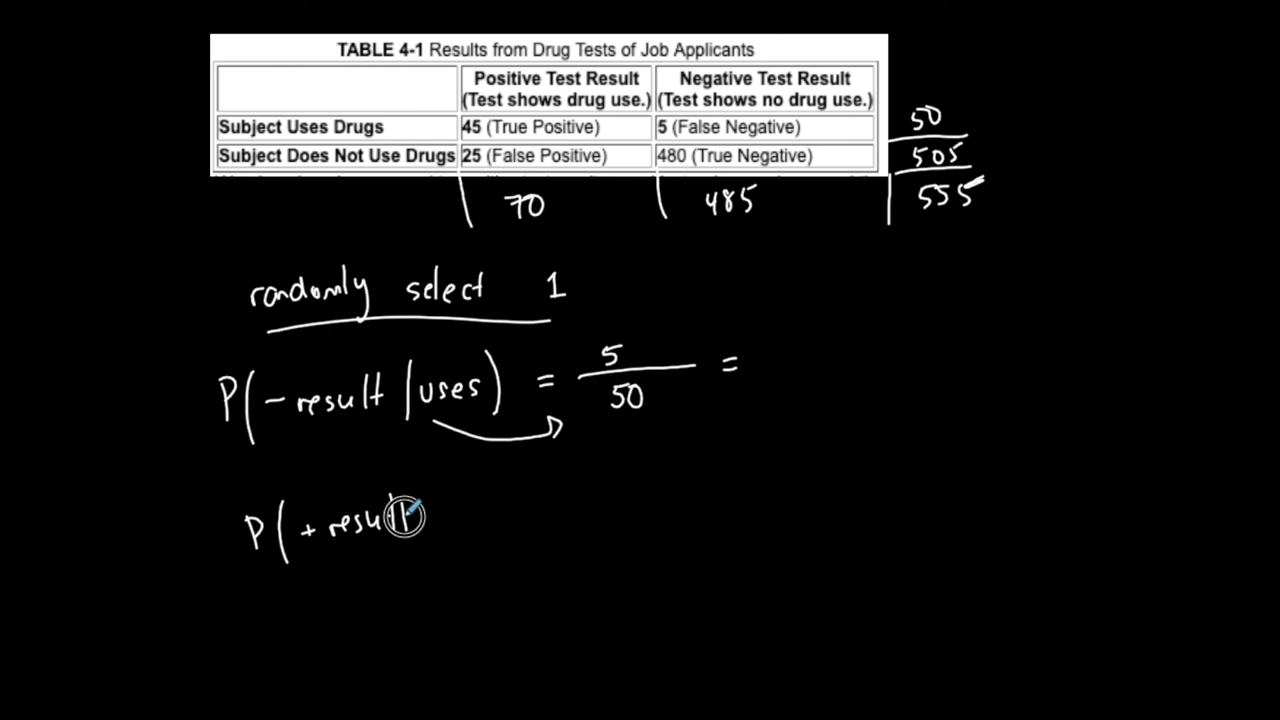 TABLE 4-1 Results from Drug Tests of Job Applicants
Positive Test Result Negative Test Result
(Test shows drug use.) (Test shows no drug use.)
50
Subject Uses Drugs 45 (True Positive) 5 (False Negative)
505
Subject Does Not Use Drugs 25 (False Positive) 480 (True Negative)
70 485 555
randomly select 1
P(- result | uses) = 5/50 =
P(+ result